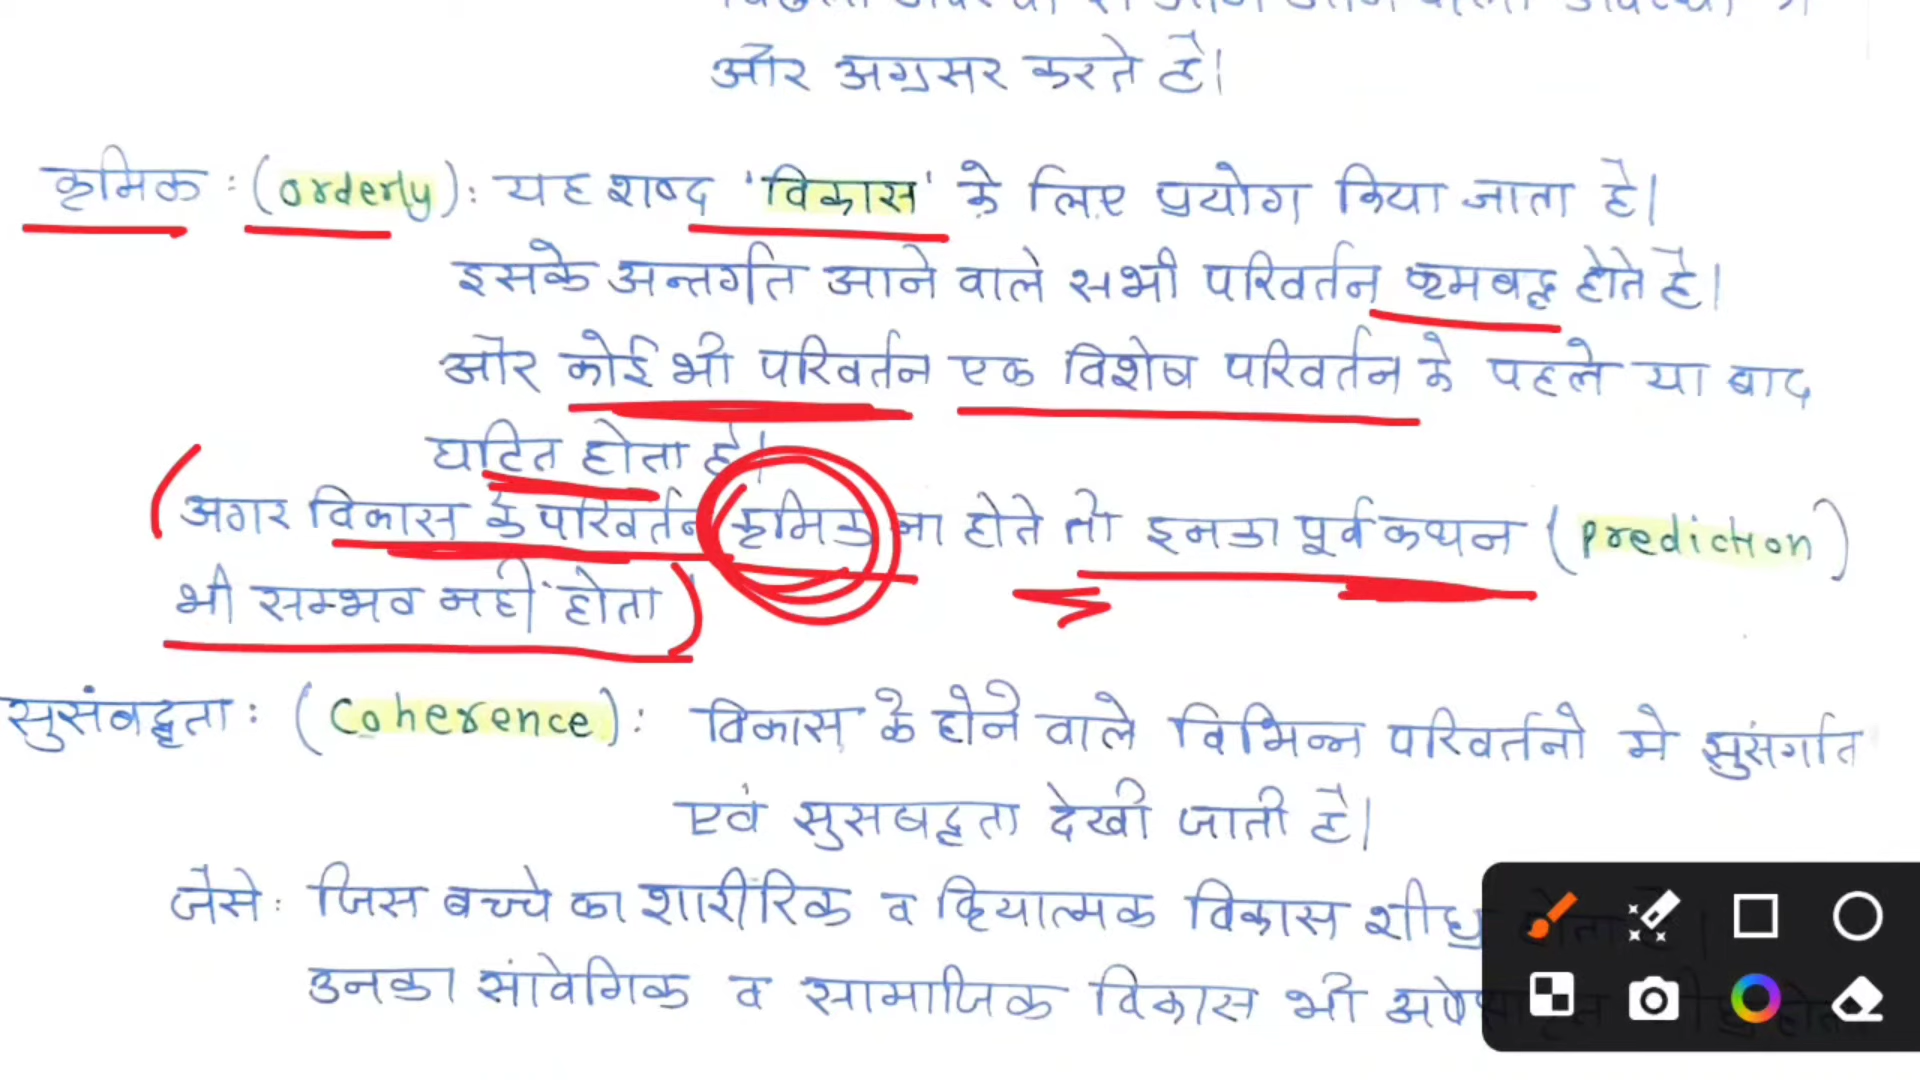 और अग्रसर करते है।
क्रमिक : (orderly) : यह शब्द 'विकास' के लिए प्रयोग किया जाता है।
इसके अन्तर्गत आने वाले सभी परिवर्तन क्रमबद्ध होते है।
और कोई भी परिवर्तन एक विशेष परिवर्तन के पहले या बाद
घटित होता है।
(अगर विकास के परिवर्तन क्रमिक ना होते तो इनका पूर्व कथन (prediction)
भी सम्भव नहीं होता)
सुसंबद्धता : (Coherence) : विकास के होने वाले विभिन्न परिवर्तनो मे सुसंगति
एवं सुसबद्धता देखी जाती है।
जैसे : जिस बच्चे का शारीरिक व क्रियात्मक विकास शीघ्र होता है।
उनका सांवेगिक व सामाजिक विकास भी